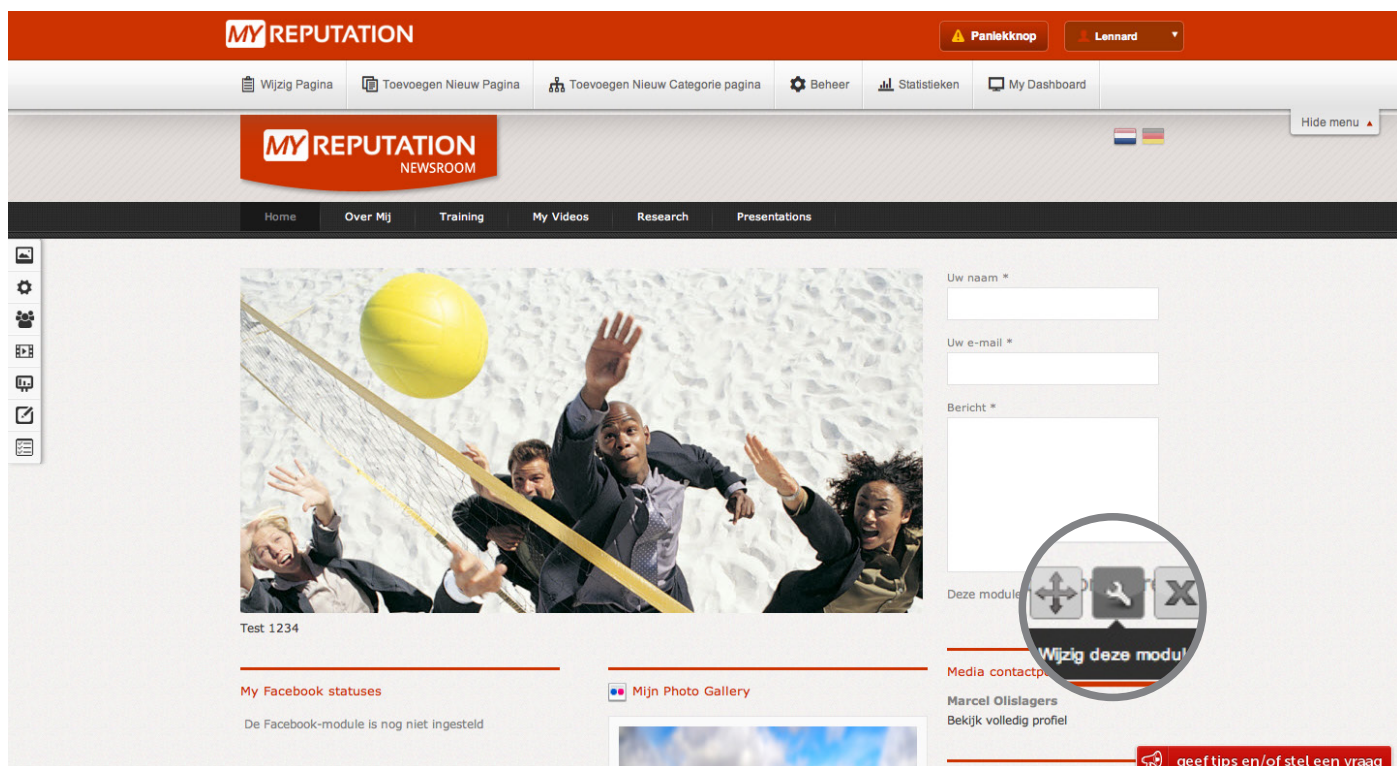 MY REPUTATION
Paniekknop
Lennard
Wijzig Pagina
Toevoegen Nieuw Pagina
Toevoegen Nieuw Categorie pagina
Beheer
Statistieken
My Dashboard
Hide menu
MY REPUTATION
NEWSROOM
Home
Over Mij
Training
My Videos
Research
Presentations
Uw naam *
Uw e-mail *
Bericht *
Deze module
Wijzig deze modul
Test 1234
Media contactp
My Facebook statuses
Mijn Photo Gallery
Marcel Olislagers
Bekijk volledig profiel
De Facebook-module is nog niet ingesteld
geef tips en/of stel een vraag